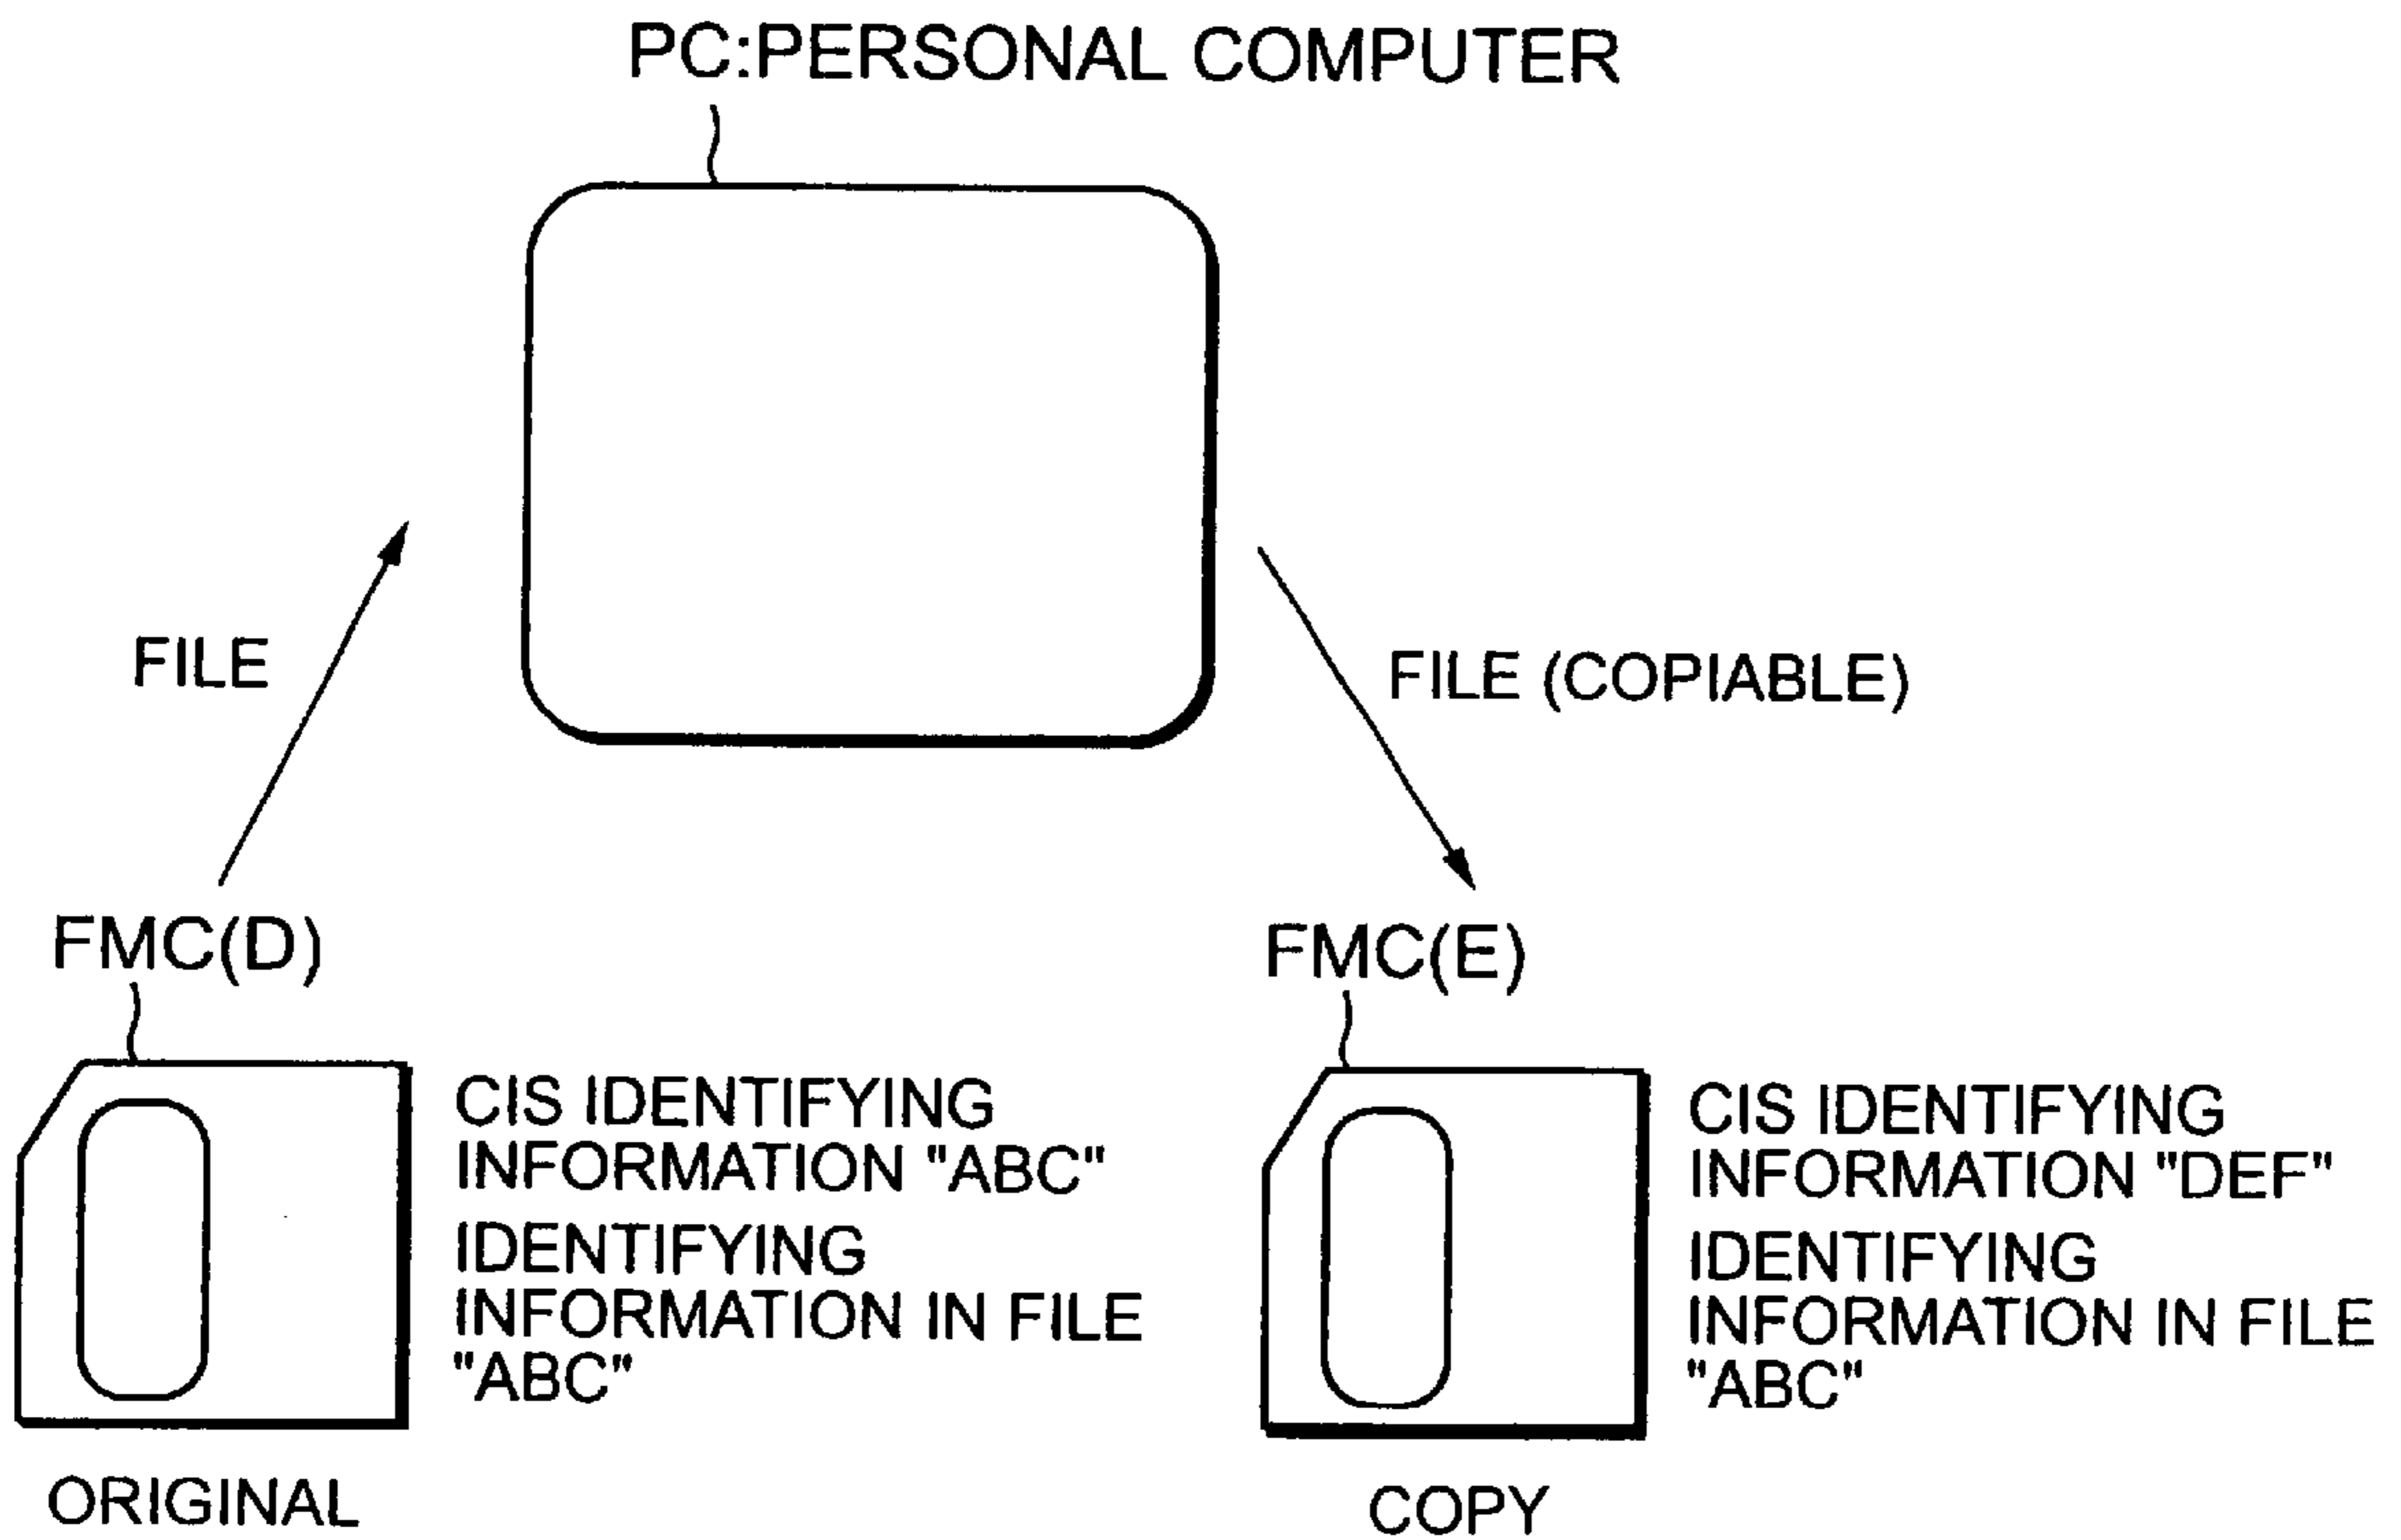 PC:PERSONAL COMPUTER
FILE
FILE (COPIABLE)
FMC(D)
FMC(E)
CIS IDENTIFYING
INFORMATION "ABC"
IDENTIFYING
INFORMATION IN FILE
"ABC"
CIS IDENTIFYING
INFORMATION "DEF"
IDENTIFYING
INFORMATION IN FILE
"ABC"
ORIGINAL
COPY